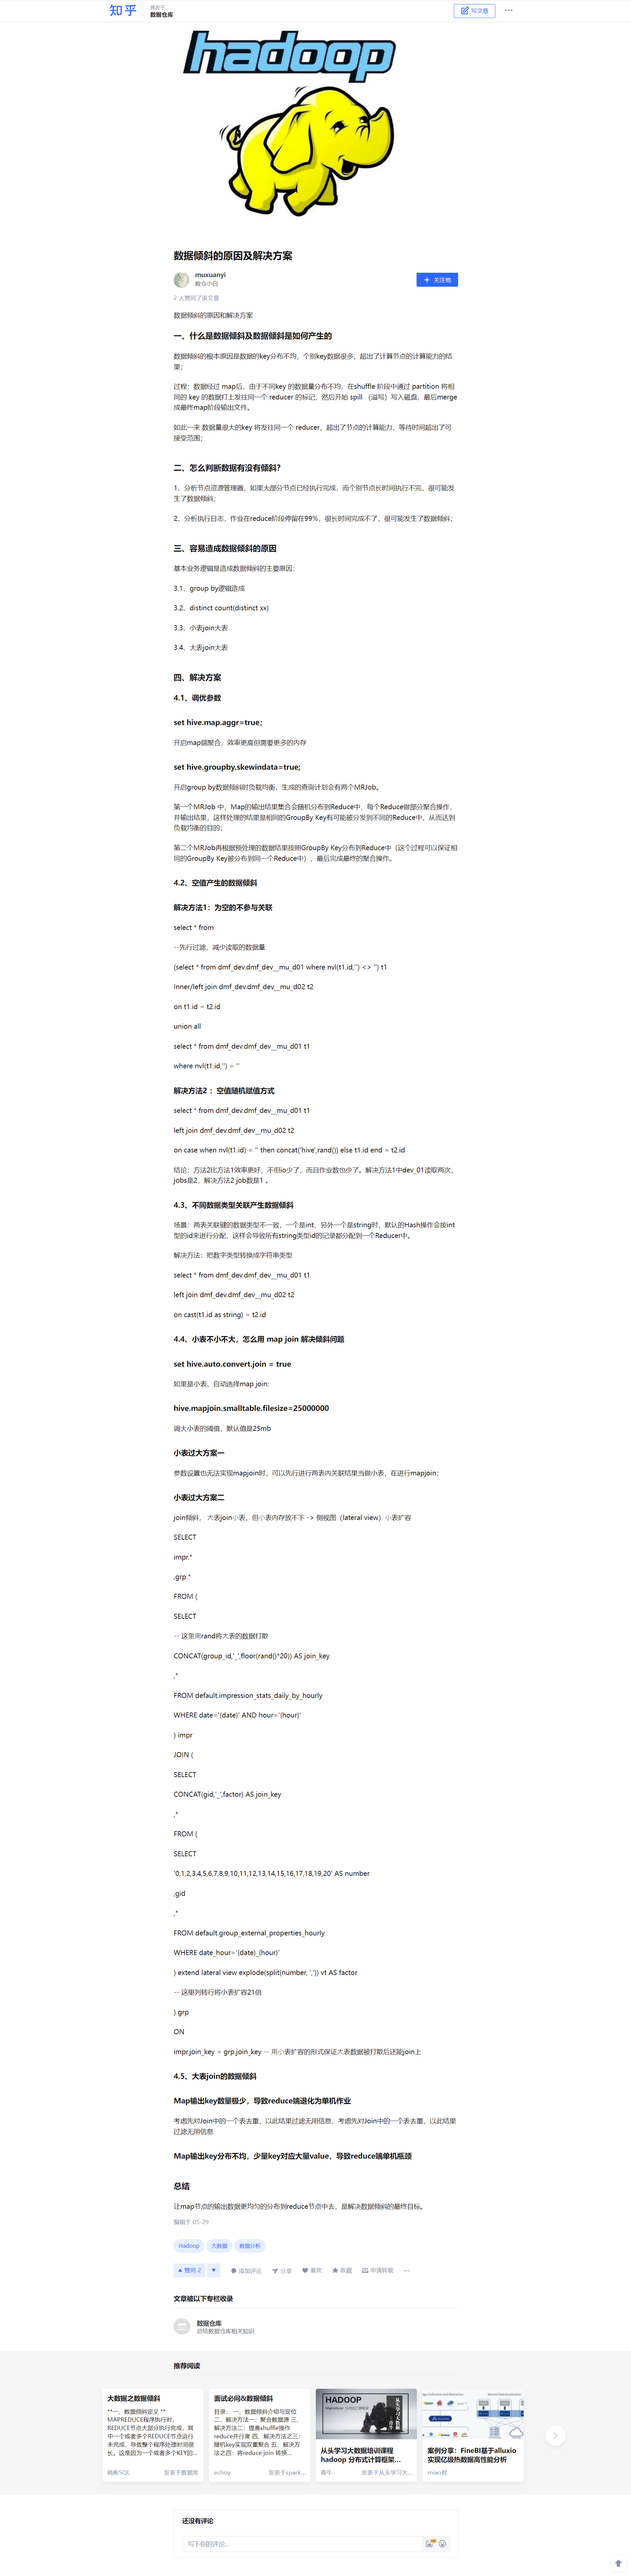 知乎
数据仓库
写文章
hadoop
数据倾斜的原因及解决方案
muxuanyi
数仓小白
关注他
2 人赞同了该文章
数据倾斜的原因和解决方案
一、什么是数据倾斜及数据倾斜是如何产生的
数据倾斜的根本原因是数据的key分布不均，个别key数据很多，超出了计算节点的计算能力的结
果；
过程：数据经过 map后，由于不同key 的数据量分布不均，在shuffle 阶段中通过 partition 将相
同的 key 的数据打上发往同一个 reducer 的标记，然后开始 spill （溢写）写入磁盘，最后merge
成最终map阶段输出文件。
如此一来 数据量很大的key 将发往同一个 reducer，超出了节点的计算能力，等待时间超出了可
接受范围；
二、怎么判断数据有没有倾斜？
1、分析节点资源管理器，如果大部分节点已经执行完成，而个别节点长时间执行不完，很可能发
生了数据倾斜；
2、分析执行日志，作业在reduce阶段停留在99%，很长时间完成不了，很可能发生了数据倾斜；
三、容易造成数据倾斜的原因
基本业务逻辑是造成数据倾斜的主要原因：
3.1、group by逻辑造成
3.2、distinct count(distinct xx)
3.3、小表join大表
3.4、大表join大表
四、解决方案
4.1、调优参数
set hive.map.aggr=true；
开启map端聚合，效率更高但需要更多的内存
set hive.groupby.skewindata=true;
开启group by数据倾斜时负载均衡，生成的查询计划会有两个MRJob。
第一个MRJob 中，Map的输出结果集合会随机分布到Reduce中，每个Reduce做部分聚合操作，
并输出结果，这样处理的结果是相同的GroupBy Key有可能被分发到不同的Reduce中，从而达到
负载均衡的目的；
第二个MRJob再根据预处理的数据结果按照GroupBy Key分布到Reduce中（这个过程可以保证相
同的GroupBy Key被分布到同一个Reduce中），最后完成最终的聚合操作。
4.2、空值产生的数据倾斜
解决方法1：为空的不参与关联
select * from
--先行过滤，减少读取的数据量
(select * from dmf_dev.dmf_dev__mu_d01 where nvl(t1.id,'') <> '') t1
Inner/left join dmf_dev.dmf_dev__mu_d02 t2
on t1.id = t2.id
union all
select * from dmf_dev.dmf_dev__mu_d01 t1
where nvl(t1.id,'') = ''
解决方法2 ：空值随机赋值方式
select * from dmf_dev.dmf_dev__mu_d01 t1
left join dmf_dev.dmf_dev__mu_d02 t2
on case when nvl(t1.id) = '' then concat('hive',rand()) else t1.id end = t2.id
结论：方法2比方法1效率更好，不但io少了，而且作业数也少了。解决方法1中dev_01读取两次，
jobs是2，解决方法2 job数是1 。
4.3、不同数据类型关联产生数据倾斜
场景：两表关联键的数据类型不一致，一个是int，另外一个是string时，默认的Hash操作会按int
型的id来进行分配，这样会导致所有string类型id的记录都分配到一个Reducer中。
解决方法：把数字类型转换成字符串类型
select * from dmf_dev.dmf_dev__mu_d01 t1
left join dmf_dev.dmf_dev__mu_d02 t2
on cast(t1.id as string) = t2.id
4.4、小表不小不大，怎么用 map join 解决倾斜问题
set hive.auto.convert.join = true
如果是小表，自动选择map join:
hive.mapjoin.smalltable.filesize=25000000
调大小表的阈值，默认值是25mb
小表过大方案一
参数设置也无法实现mapjoin时，可以先行进行两表内关联结果当做小表，在进行mapjoin；
小表过大方案二
join倾斜， 大表join小表，但小表内存放不下 -> 侧视图（lateral view）小表扩容
SELECT
impr.*
,grp.*
FROM (
SELECT
-- 这里用rand将大表的数据打散
CONCAT(group_id,'_',floor(rand()*20)) AS join_key
,*
FROM default.impression_stats_daily_by_hourly
WHERE date='{date}' AND hour='{hour}'
) impr
JOIN (
SELECT
CONCAT(gid,'_',factor) AS join_key
,*
FROM (
SELECT
'0,1,2,3,4,5,6,7,8,9,10,11,12,13,14,15,16,17,18,19,20' AS number
,gid
,*
FROM default.group_external_properties_hourly
WHERE date_hour='{date}_{hour}'
) extend lateral view explode(split(number, ',')) vt AS factor
-- 这里列转行将小表扩容21倍
) grp
ON
impr.join_key = grp.join_key -- 用小表扩容的形式保证大表数据被打散后还能join上
4.5、大表join的数据倾斜
Map输出key数量极少，导致reduce端退化为单机作业
考虑先对Join中的一个表去重，以此结果过滤无用信息，考虑先对Join中的一个表去重，以此结果
过滤无用信息
Map输出key分布不均，少量key对应大量value，导致reduce端单机瓶颈
总结
让map节点的输出数据更均匀的分布到reduce节点中去，是解决数据倾斜的最终目标。
编辑于 05-29
Hadoop 大数据 数据分析
赞同 2 添加评论 分享 喜欢 收藏 申请转载
文章被以下专栏收录
数据仓库
总结数据仓库相关知识
推荐阅读
大数据之数据倾斜
**一、数据倾斜定义 **
MAPREDUCE程序执行时，
REDUCE节点大部分执行完成，其
中一个或者多个REDUCE节点运行
未完成，导致整个程序处理时间很
长。这是因为一个或者多个KEY的…
发表于数据库
面试必问&数据倾斜
目录： 一、数据倾斜介绍与定位
二、解决方法一：聚合数据源 三、
解决方法二：提高shuffle操作
reduce并行度 四、解决方法之三：
随机key实现双重聚合 五、解决方
法之四：将reduce join 转换…
echoy 发表于spark…
HADOOP
从头学习大数据
从头学习大数据培训课程
hadoop 分布式计算框架…
青牛 发表于从头学习大…
案例分享：FineBI基于alluxio
实现亿级热数据高性能分析
miao君
还没有评论
写下你的评论...